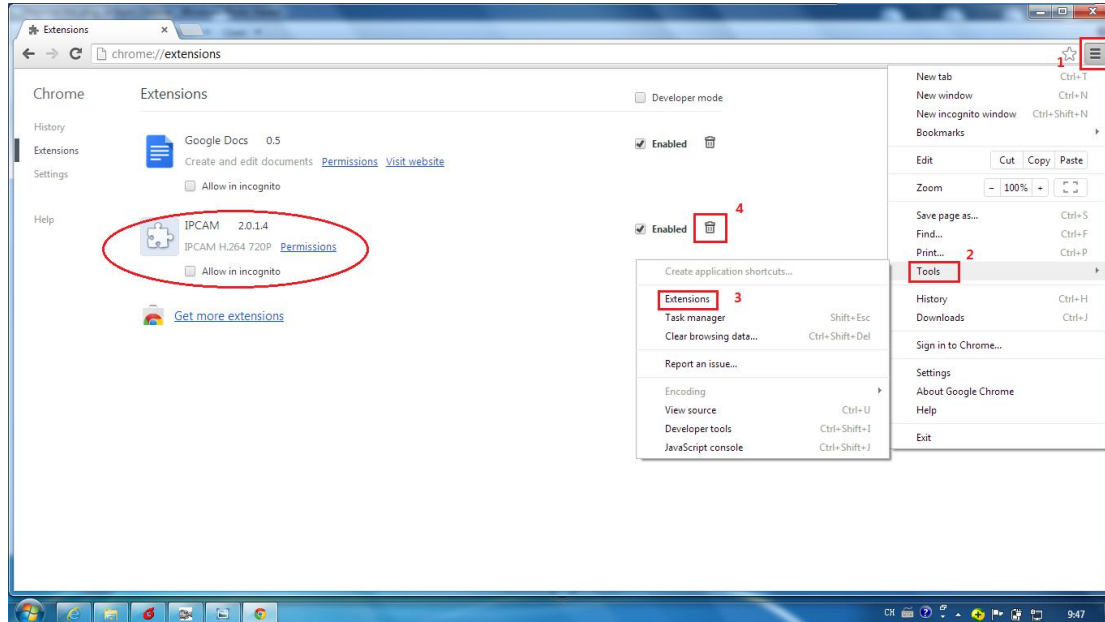 Extensions
chrome://extensions
1
Chrome
History
Extensions
Settings
Help
Extensions
Developer mode
Google Docs 0.5
Create and edit documents Permissions Visit website
Allow in incognito
Enabled
IPCAM 2.0.1.4
IPCAM H.264 720P Permissions
Allow in incognito
Enabled
4
Get more extensions
New tab Ctrl+T
New window Ctrl+N
New incognito window Ctrl+Shift+N
Bookmarks
Edit Cut Copy Paste
Zoom - 100% +
Save page as... Ctrl+S
Find... Ctrl+F
Print... Ctrl+P
2
Tools
History Ctrl+H
Downloads Ctrl+J
Sign in to Chrome...
Settings
About Google Chrome
Help
Exit
Create application shortcuts...
Extensions 3
Task manager Shift+Esc
Clear browsing data... Ctrl+Shift+Del
Report an issue...
Encoding
View source Ctrl+U
Developer tools Ctrl+Shift+I
JavaScript console Ctrl+Shift+J
CH 9:47